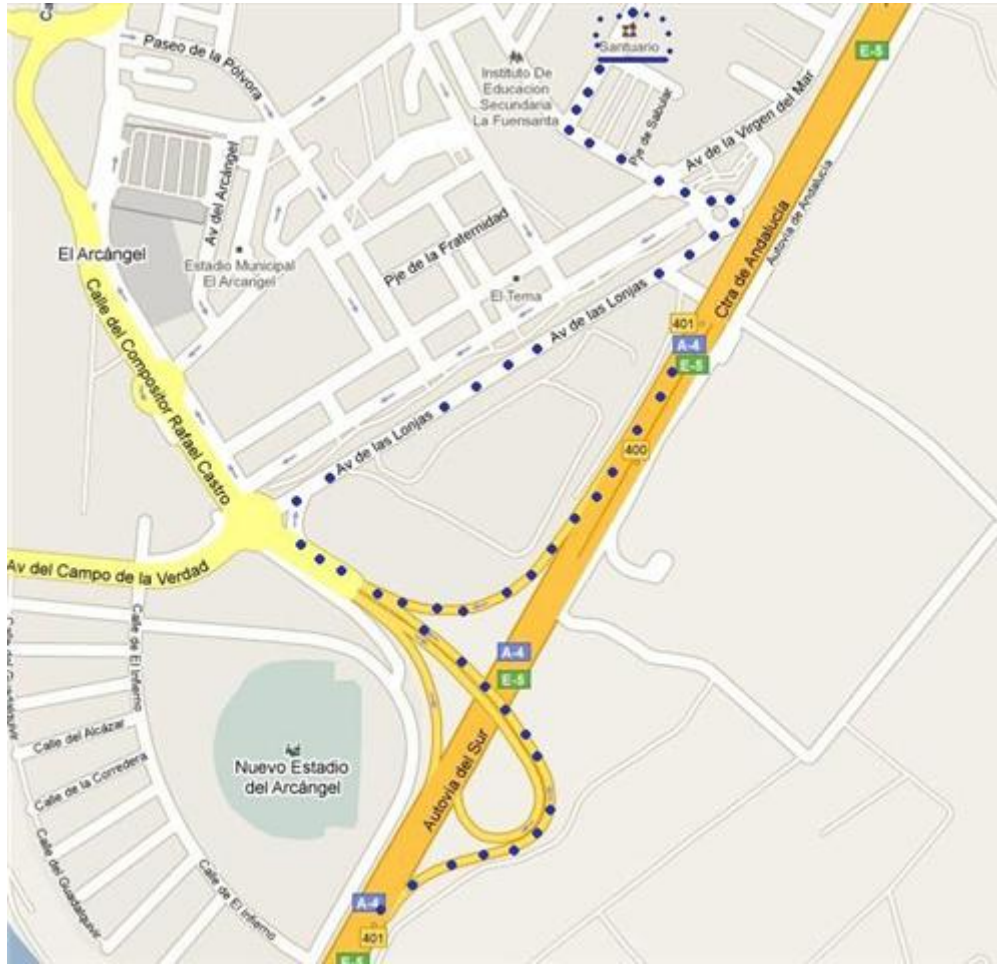 Ca
Paseo de la Pólvora
Santuario
E-5
Instituto De
Educacion
Secundaria
La Fuensanta
Pje de Sabular
Av de la Virgen del Mar
Av del Arcángel
Autovía de Andalucía
Ctra de Andalucía
Pje de la Fraternidad
El Arcángel
Estadio Municipal
El Arcangel
El Tema
Av de las Lonjas
401
A-4
E-5
Calle del Compositor Rafael Castro
Av de las Lonjas
400
Av del Campo de la Verdad
Calle de El Infierno
A-4
E-5
Calle del Alcázar
Calle de la Corredera
Nuevo Estadio
del Arcángel
Autovía del Sur
Calle del Guadalquivir
Calle de El Infierno
A-4
401
E-5